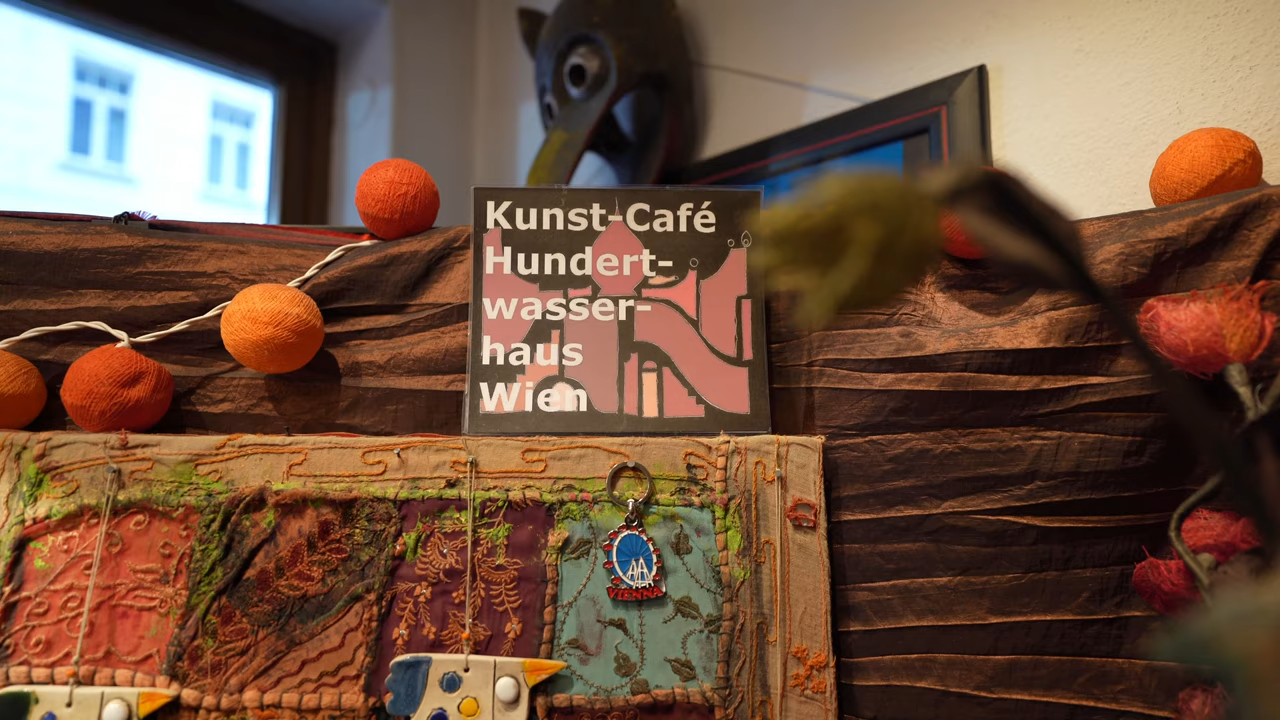 Kunst-Café
Hundert-
wasser-
haus
Wien
VIENNA